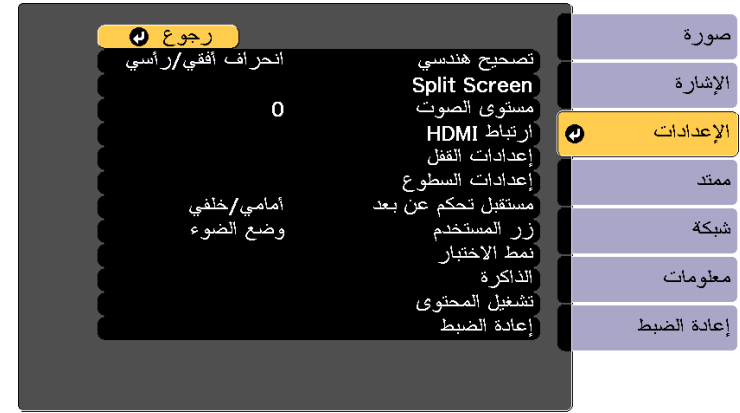 صورة
الإشارة
الإعدادات
ممتد
شبكة
معلومات
إعادة الضبط
رجوع
تصحيح هندسي انحراف أفقي/رأسي
Split Screen
مستوى الصوت 0
ارتباط HDMI
إعدادات القفل
إعدادات السطوع
مستقبل تحكم عن بعد أمامي/خلفي
زر المستخدم وضع الضوء
نمط الاختبار
الذاكرة
تشغيل المحتوى
إعادة الضبط